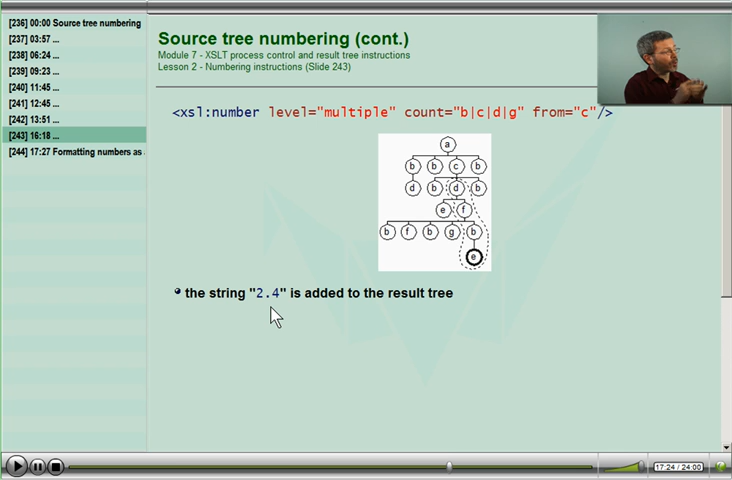 [236] 00:00 Source tree numbering
[237] 03:57 ...
[238] 06:24 ...
[239] 09:23 ...
[240] 11:45 ...
[241] 12:45 ...
[242] 13:51 ...
[243] 16:18 ...
[244] 17:27 Formatting numbers as
Source tree numbering (cont.)
Module 7 - XSLT process control and result tree instructions
Lesson 2 - Numbering instructions (Slide 243)
<xsl:number level="multiple" count="b|c|d|g" from="c"/>
a
b b c b
d b d b
e f
b f b g b
e
the string "2.4" is added to the result tree
17:24 / 24:00